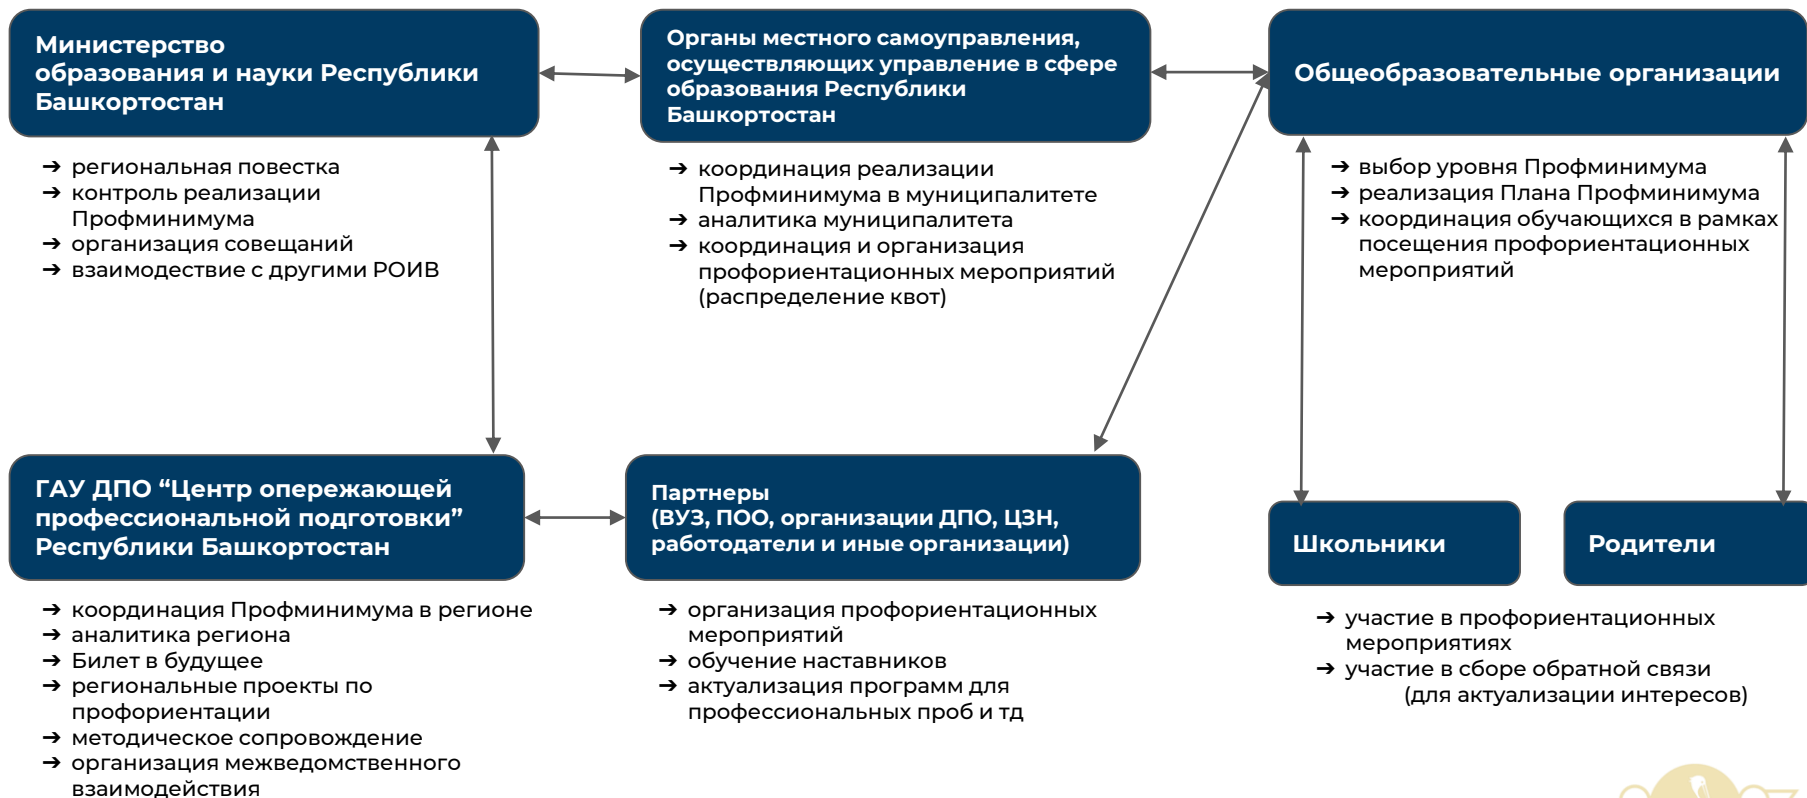 Министерство
образования и науки Республики
Башкортостан
➔ региональная повестка
➔ контроль реализации
Профминимума
➔ организация совещаний
➔ взаимодествие с другими РОИВ
Органы местного самоуправления,
осуществляющих управление в сфере
образования Республики
Башкортостан
➔ координация реализации
Профминимума в муниципалитете
➔ аналитика муниципалитета
➔ координация и организация
профориентационных мероприятий
(распределение квот)
Общеобразовательные организации
➔ выбор уровня Профминимума
➔ реализация Плана Профминимума
➔ координация обучающихся в рамках
посещения профориентационных
мероприятий
ГАУ ДПО “Центр опережающей
профессиональной подготовки”
Республики Башкортостан
➔ координация Профминимума в регионе
➔ аналитика региона
➔ Билет в будущее
➔ региональные проекты по
профориентации
➔ методическое сопровождение
➔ организация межведомственного
взаимодействия
Партнеры
(ВУЗ, ПОО, организации ДПО, ЦЗН,
работодатели и иные организации)
➔ организация профориентационных
мероприятий
➔ обучение наставников
➔ актуализация программ для
профессиональных проб и тд
Школьники
Родители
➔ участие в профориентационных
мероприятиях
➔ участие в сборе обратной связи
(для актуализации интересов)